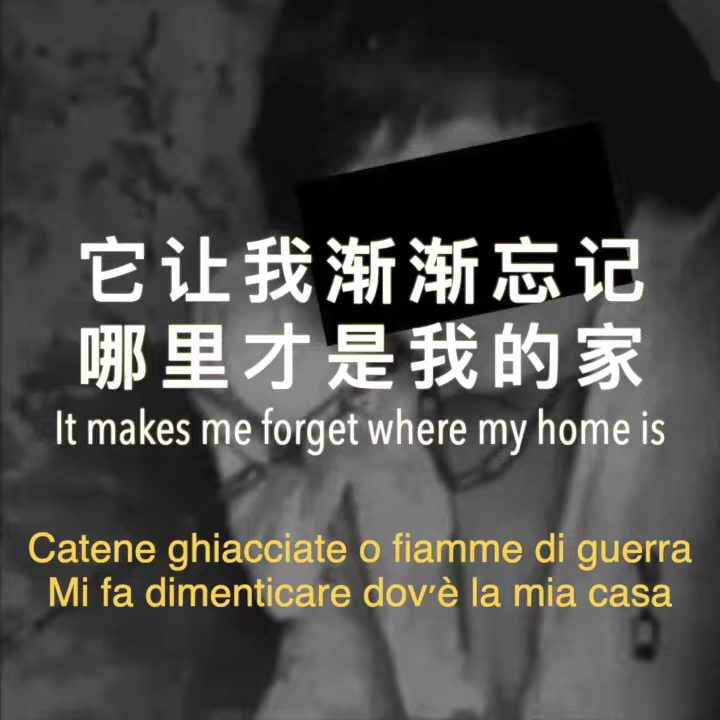 它让我渐渐忘记
哪里才是我的家
It makes me forget where my home is
Catene ghiacciate o fiamme di guerra
Mi fa dimenticare dov'è la mia casa